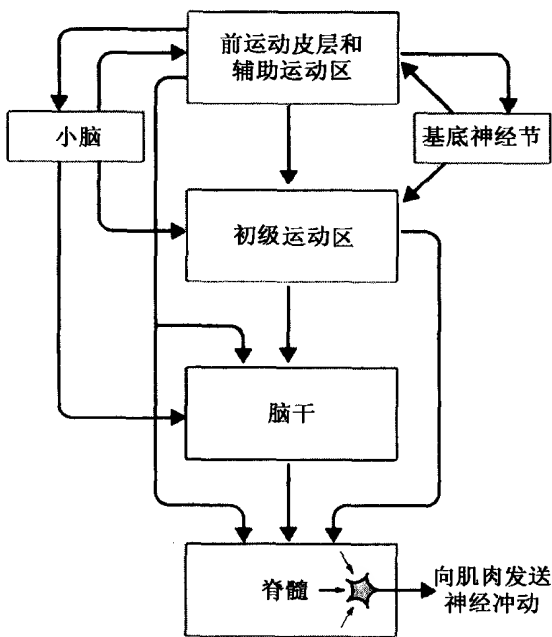 前运动皮层和
辅助运动区
小脑
基底神经节
初级运动区
脑干
脊髓
向肌肉发送
神经冲动